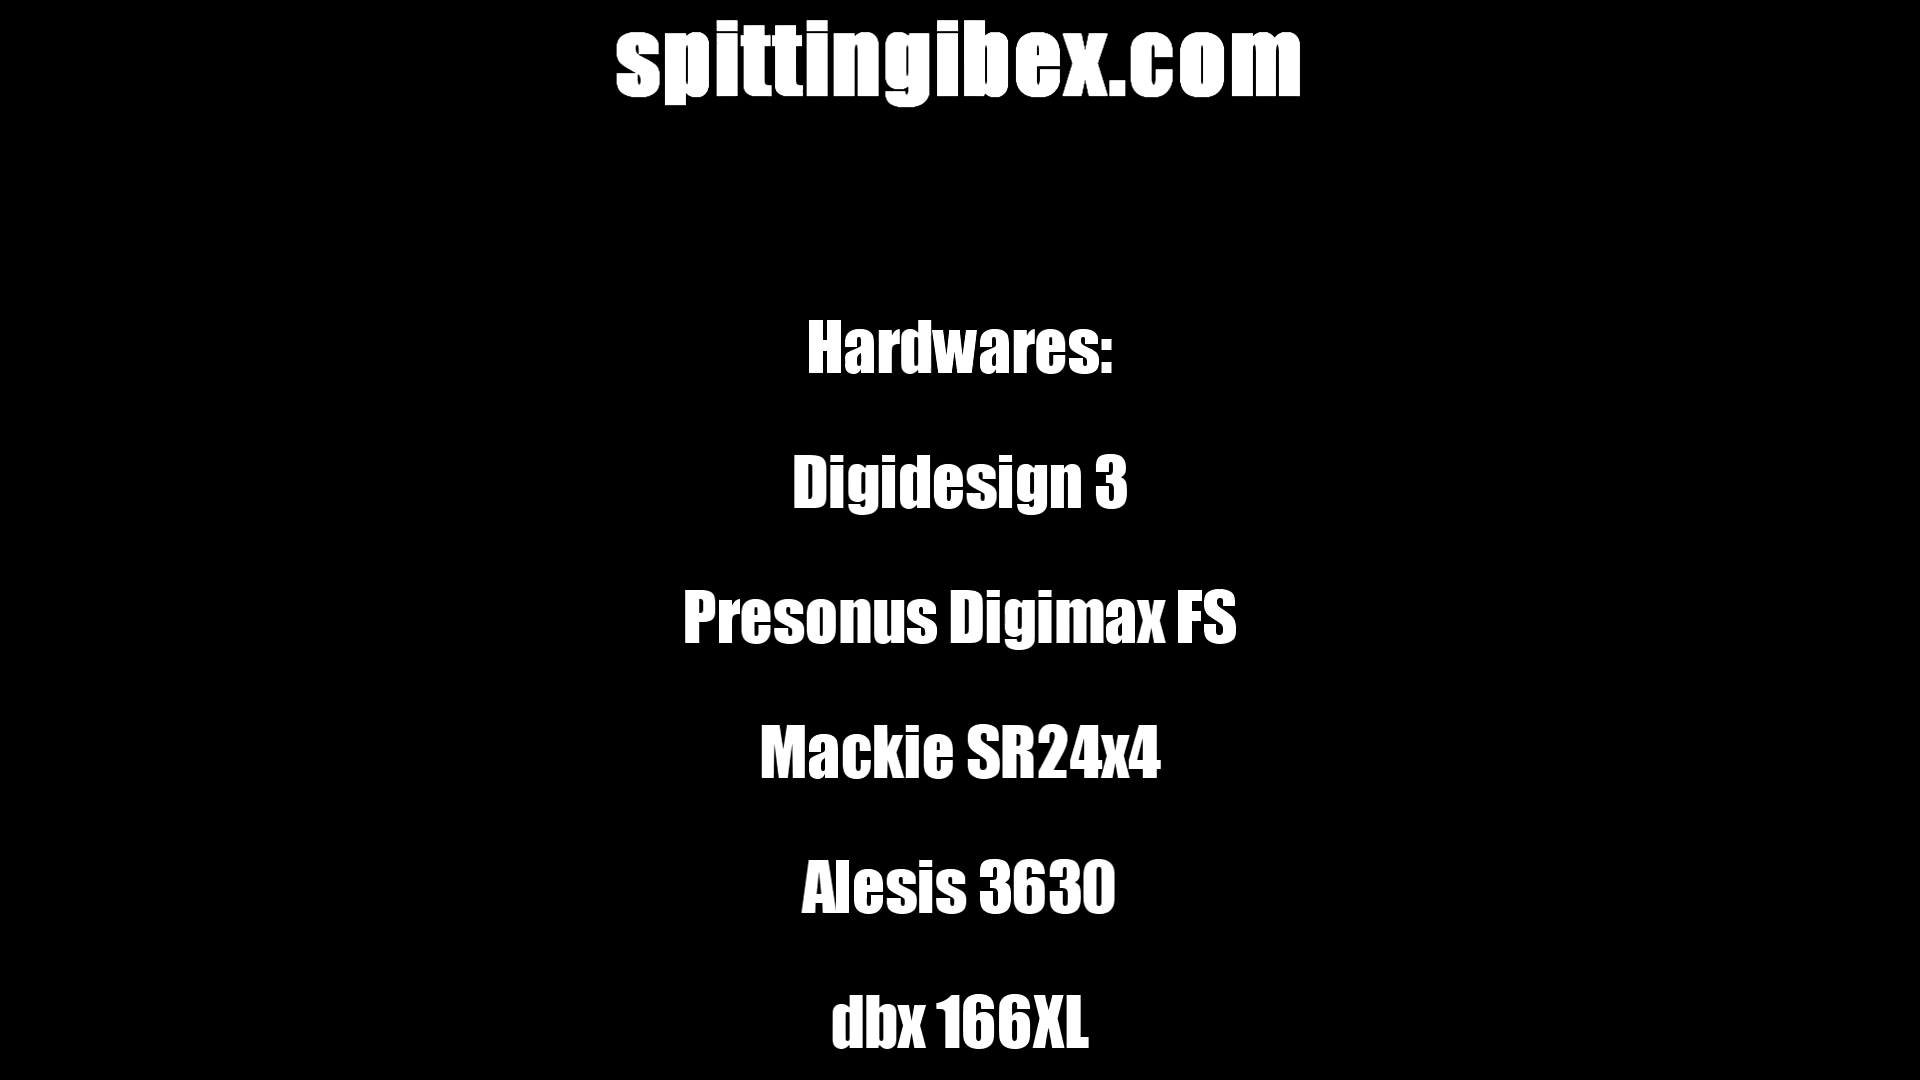 spittingibex.com
Hardwares:
Digidesign 3
Presonus Digimax FS
Mackie SR24x4
Alesis 3630
dbx 166XL